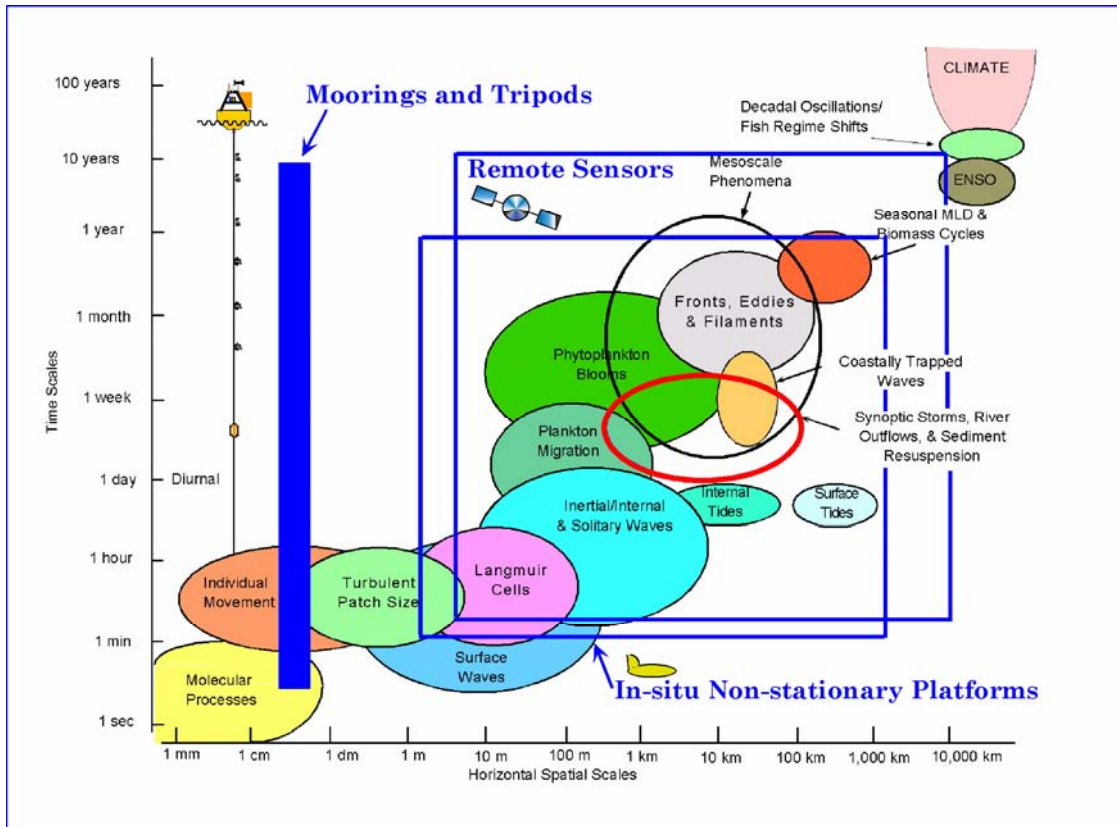 100 years
10 years
1 year
1 month
1 week
1 day
1 hour
1 min
1 sec
Time Scales
Diurnal
Moorings and Tripods
Remote Sensors
Mesoscale
Phenomena
Decadal Oscillations/
Fish Regime Shifts
CLIMATE
ENSO
Seasonal MLD &
Biomass Cycles
Fronts, Eddies
& Filaments
Phytoplankton
Blooms
Coastally Trapped
Waves
Synoptic Storms, River
Outflows, & Sediment
Resuspension
Plankton
Migration
Inertial/Internal
& Solitary Waves
Internal
Tides
Surface
Tides
Individual
Movement
Turbulent
Patch Size
Langmuir
Cells
Surface
Waves
Molecular
Processes
In-situ Non-stationary Platforms
1 mm
1 cm
1 dm
1 m
10 m
100 m
1 km
10 km
100 km
1,000 km
10,000 km
Horizontal Spatial Scales